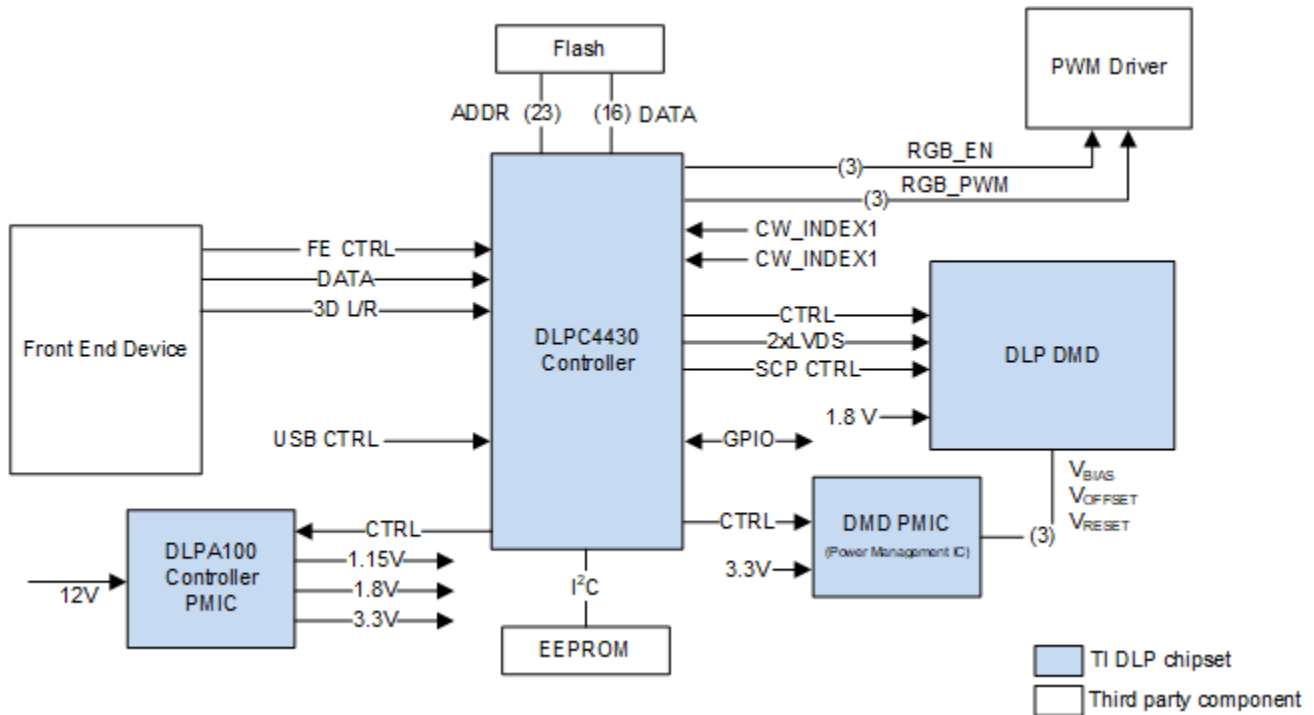 Flash
PWM Driver
ADDR (23)
(16) DATA
RGB_EN
(3)
RGB_PWM
(3)
CW_INDEX1
CW_INDEX1
Front End Device
FE CTRL
DATA
3D L/R
DLPC4430
Controller
CTRL
2xLVDS
SCP CTRL
DLP DMD
1.8 V
USB CTRL
GPIO
VBIAS
VOFFSET
VRESET
(3)
CTRL
DMD PMIC
(Power Management IC)
3.3V
CTRL
DLPA100
Controller
PMIC
12V
1.15V
1.8V
3.3V
I²C
EEPROM
TI DLP chipset
Third party component